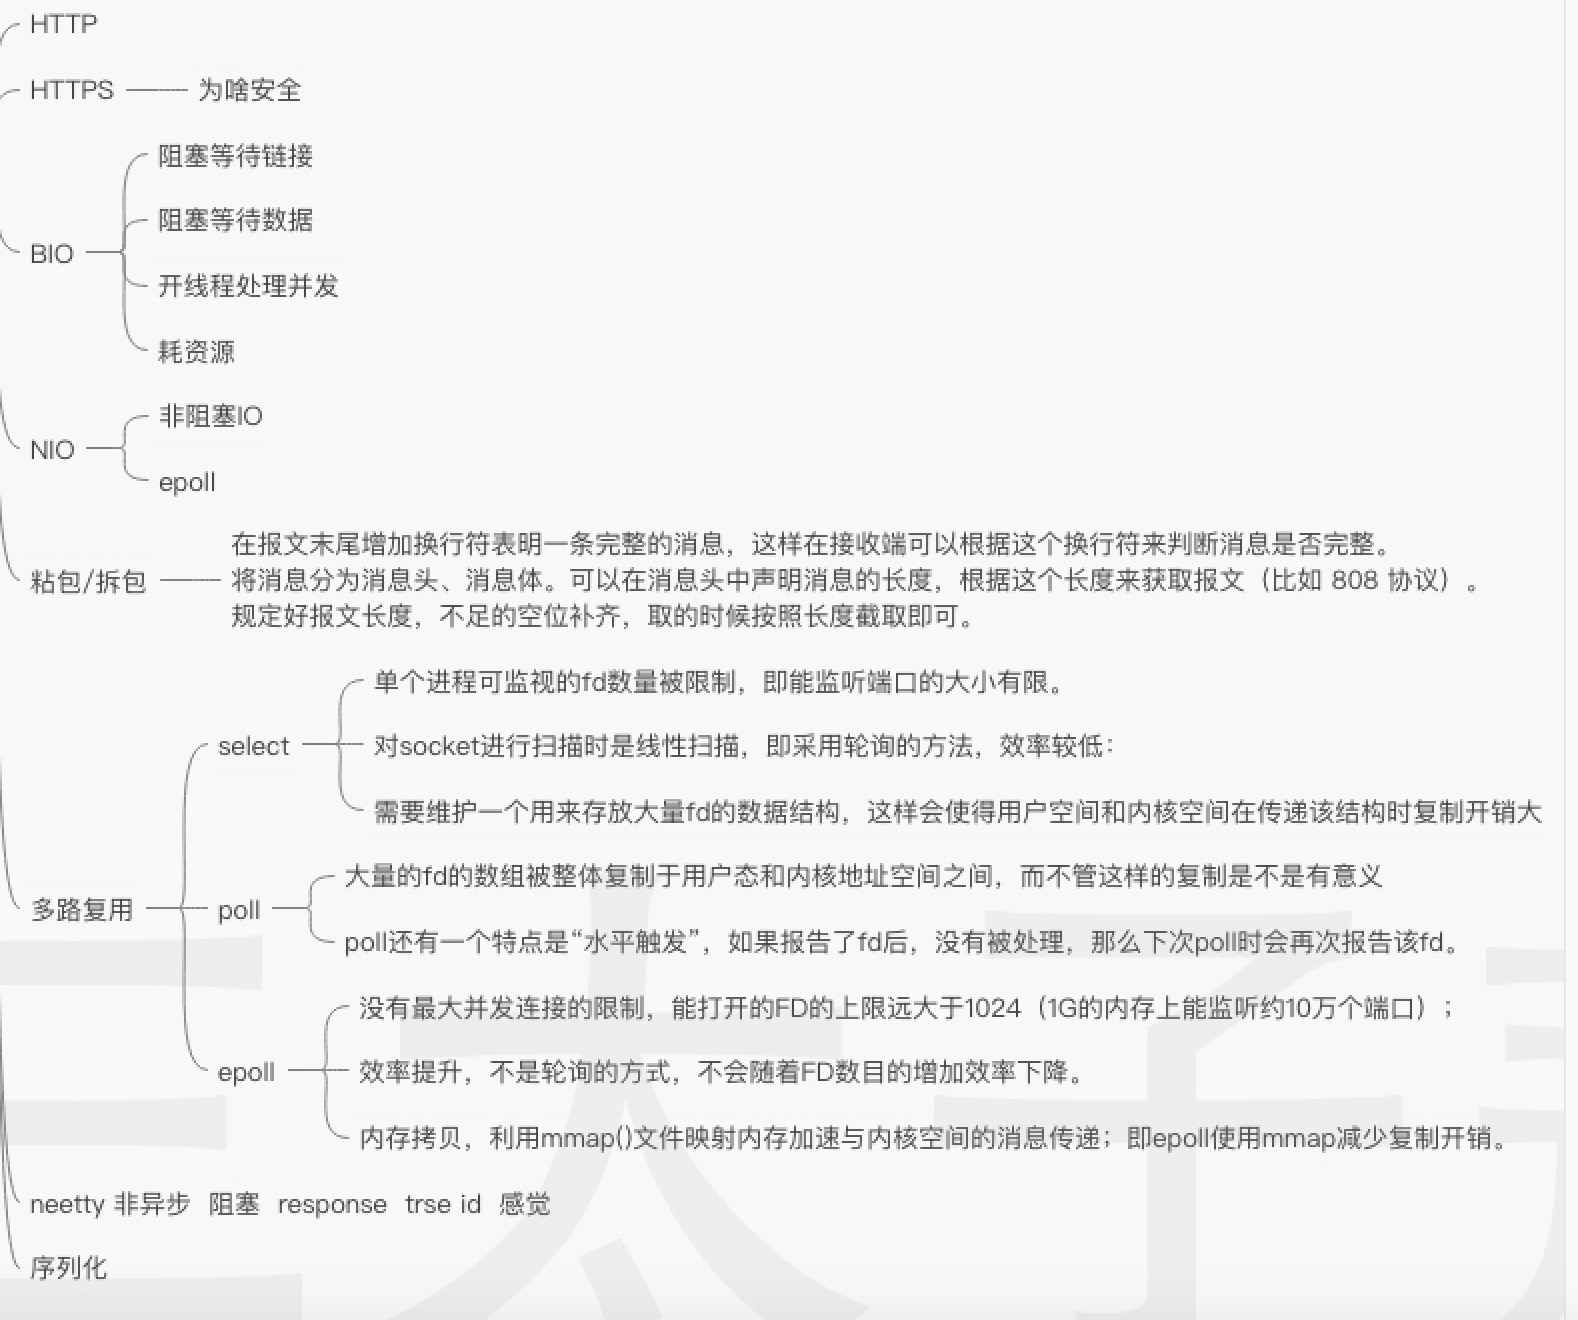 HTTP
HTTPS 为啥安全
阻塞等待链接
阻塞等待数据
BIO
开线程处理并发
耗资源
非阻塞IO
NIO
epoll
在报文末尾增加换行符表明一条完整的消息，这样在接收端可以根据这个换行符来判断消息是否完整。
粘包/拆包 将消息分为消息头、消息体。可以在消息头中声明消息的长度，根据这个长度来获取报文（比如 808 协议）。
规定好报文长度，不足的空位补齐，取的时候按照长度截取即可。
单个进程可监视的fd数量被限制，即能监听端口的大小有限。
select 对socket进行扫描时是线性扫描，即采用轮询的方法，效率较低：
需要维护一个用来存放大量fd的数据结构，这样会使得用户空间和内核空间在传递该结构时复制开销大
大量的fd的数组被整体复制于用户态和内核地址空间之间，而不管这样的复制是不是有意义
多路复用 poll
poll还有一个特点是“水平触发”，如果报告了fd后，没有被处理，那么下次poll时会再次报告该fd。
没有最大并发连接的限制，能打开的FD的上限远大于1024（1G的内存上能监听约10万个端口）；
epoll 效率提升，不是轮询的方式，不会随着FD数目的增加效率下降。
内存拷贝，利用mmap()文件映射内存加速与内核空间的消息传递；即epoll使用mmap减少复制开销。
neetty 非异步 阻塞 response trse id 感觉
序列化
太子